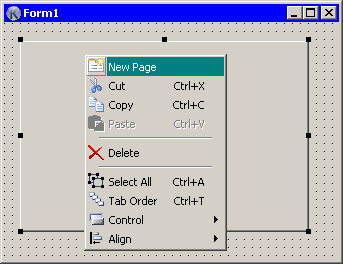 Form1
New Page
Cut Ctrl+X
Copy Ctrl+C
Paste Ctrl+V
Delete
Select All Ctrl+A
Tab Order Ctrl+T
Control
Align